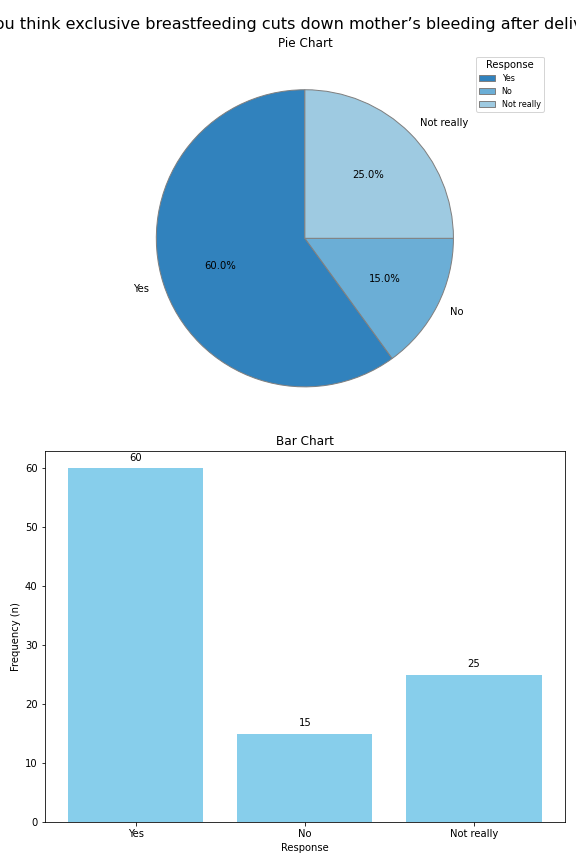 ou think exclusive breastfeeding cuts down mother’s bleeding after deliv
Pie Chart
Response
Yes
No
Not really
Not really
25.0%
60.0%
15.0%
Yes
No
Bar Chart
60
60
50
40
30
25
20
15
10
0
Frequency (n)
Yes No Not really
Response